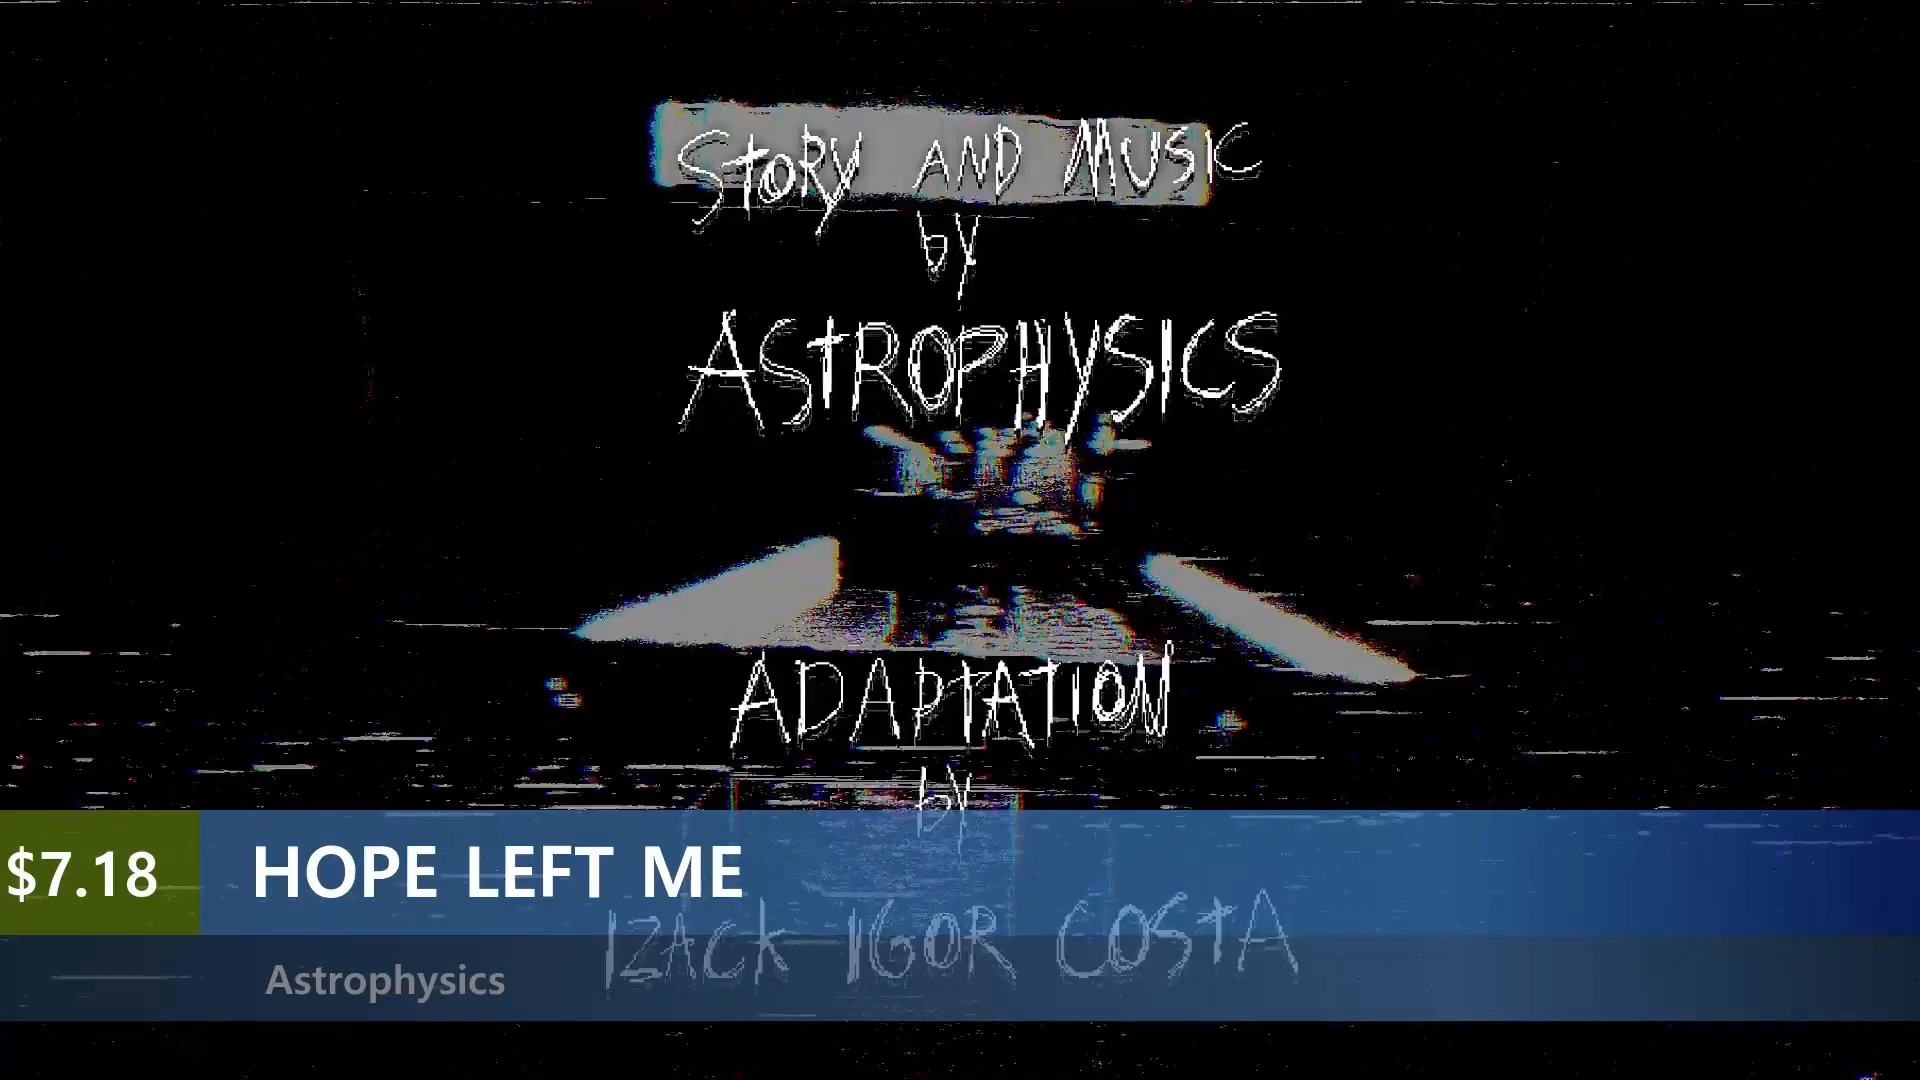 STORY AND MUSIC
by
ASTROPHYSICS
ADAPTATION
by
$7.18 HOPE LEFT ME
IZACK IGOR COSTA
Astrophysics